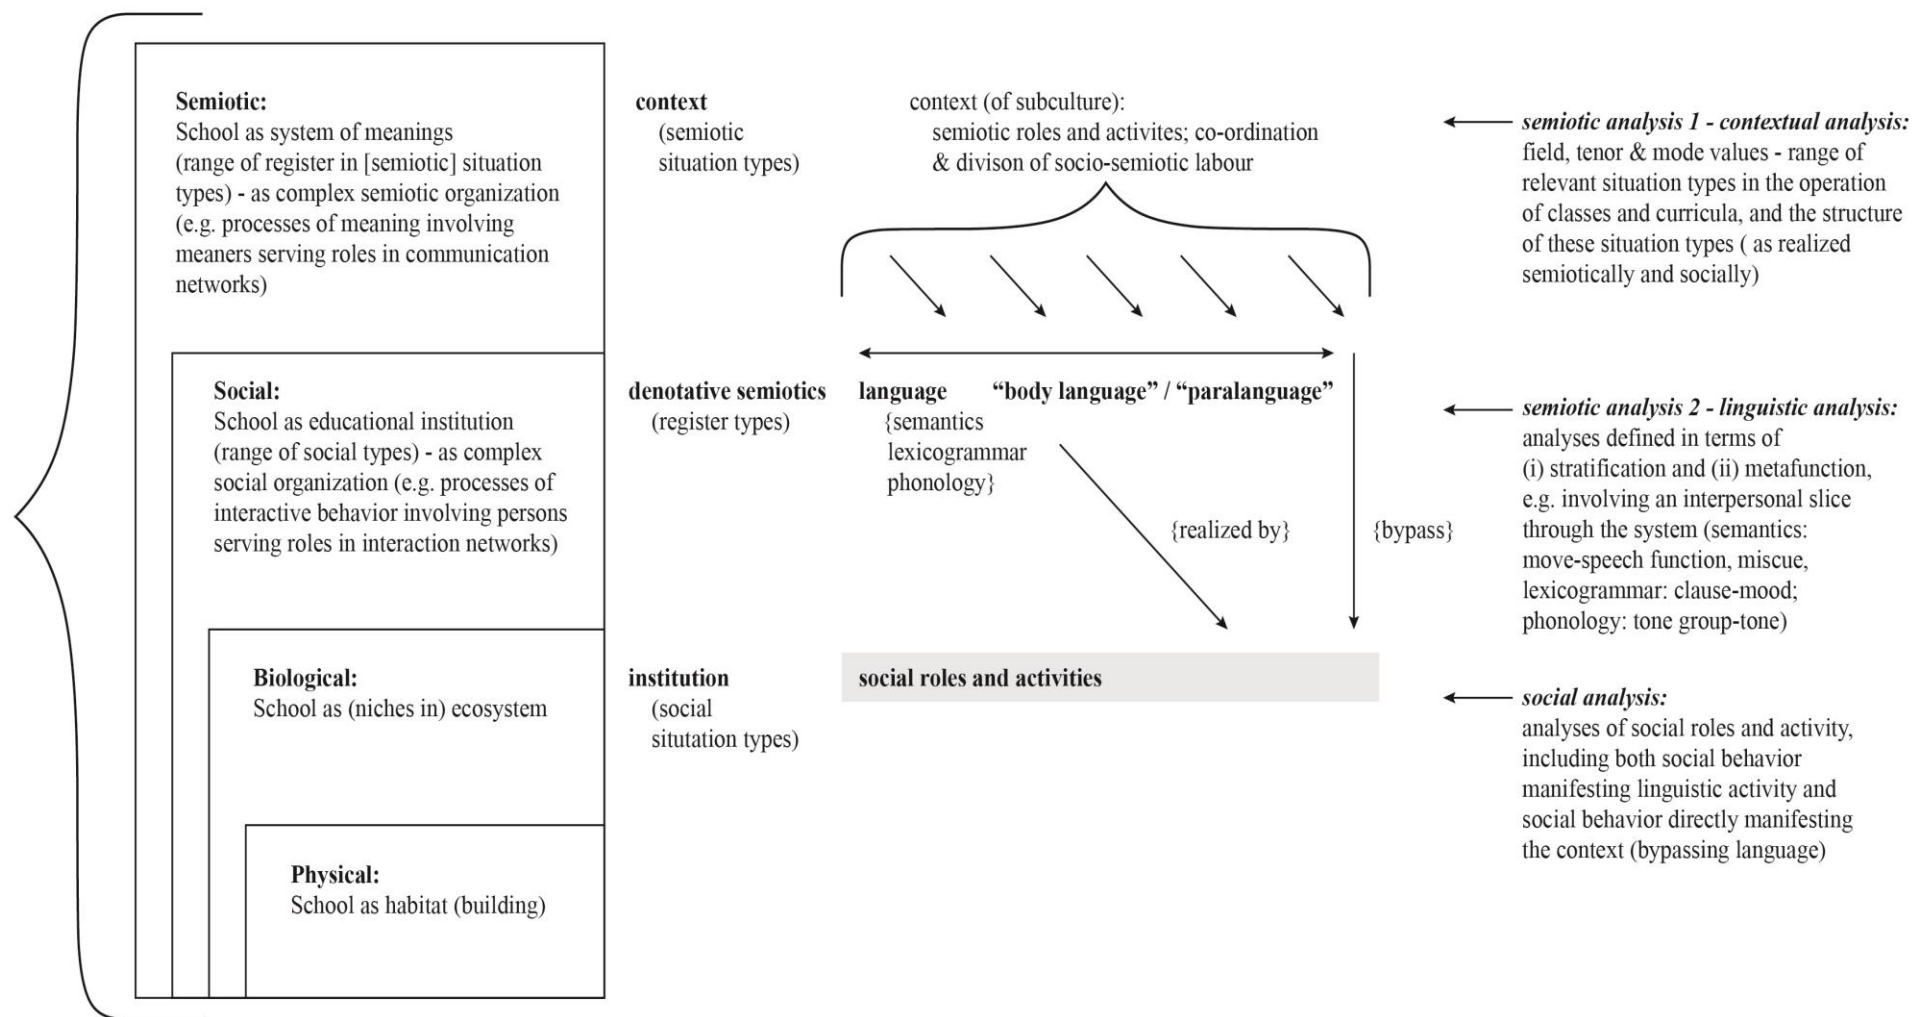 Semiotic:
School as system of meanings
(range of register in [semiotic] situation
types) - as complex semiotic organization
(e.g. processes of meaning involving
meaners serving roles in communication
networks)
Social:
School as educational institution
(range of social types) - as complex
social organization (e.g. processes of
interactive behavior involving persons
serving roles in interaction networks)
Biological:
School as (niches in) ecosystem
Physical:
School as habitat (building)
context
(semiotic
situation types)
denotative semiotics
(register types)
institution
(social
situtation types)
context (of subculture):
semiotic roles and activites; co-ordination
& divison of socio-semiotic labour
language
{semantics
lexicogrammar
phonology}
“body language” / “paralanguage”
{realized by}
{bypass}
social roles and activities
semiotic analysis 1 - contextual analysis:
field, tenor & mode values - range of
relevant situation types in the operation
of classes and curricula, and the structure
of these situation types ( as realized
semiotically and socially)
semiotic analysis 2 - linguistic analysis:
analyses defined in terms of
(i) stratification and (ii) metafunction,
e.g. involving an interpersonal slice
through the system (semantics:
move-speech function, miscue,
lexicogrammar: clause-mood;
phonology: tone group-tone)
social analysis:
analyses of social roles and activity,
including both social behavior
manifesting linguistic activity and
social behavior directly manifesting
the context (bypassing language)